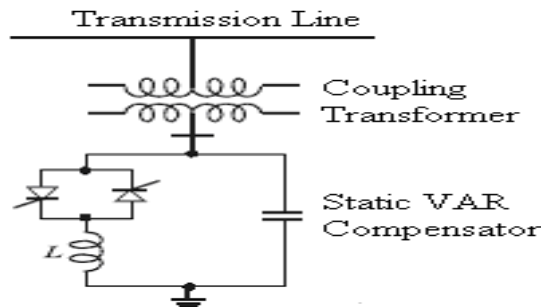 Transmission Line
Coupling
Transformer
Static VAR
Compensator
L